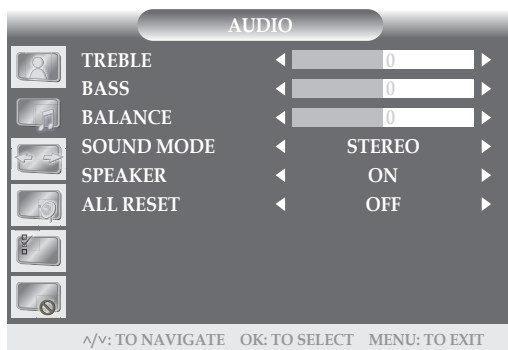 AUDIO
TREBLE 0
BASS 0
BALANCE 0
SOUND MODE STEREO
SPEAKER ON
ALL RESET OFF
^/v: TO NAVIGATE OK: TO SELECT MENU: TO EXIT